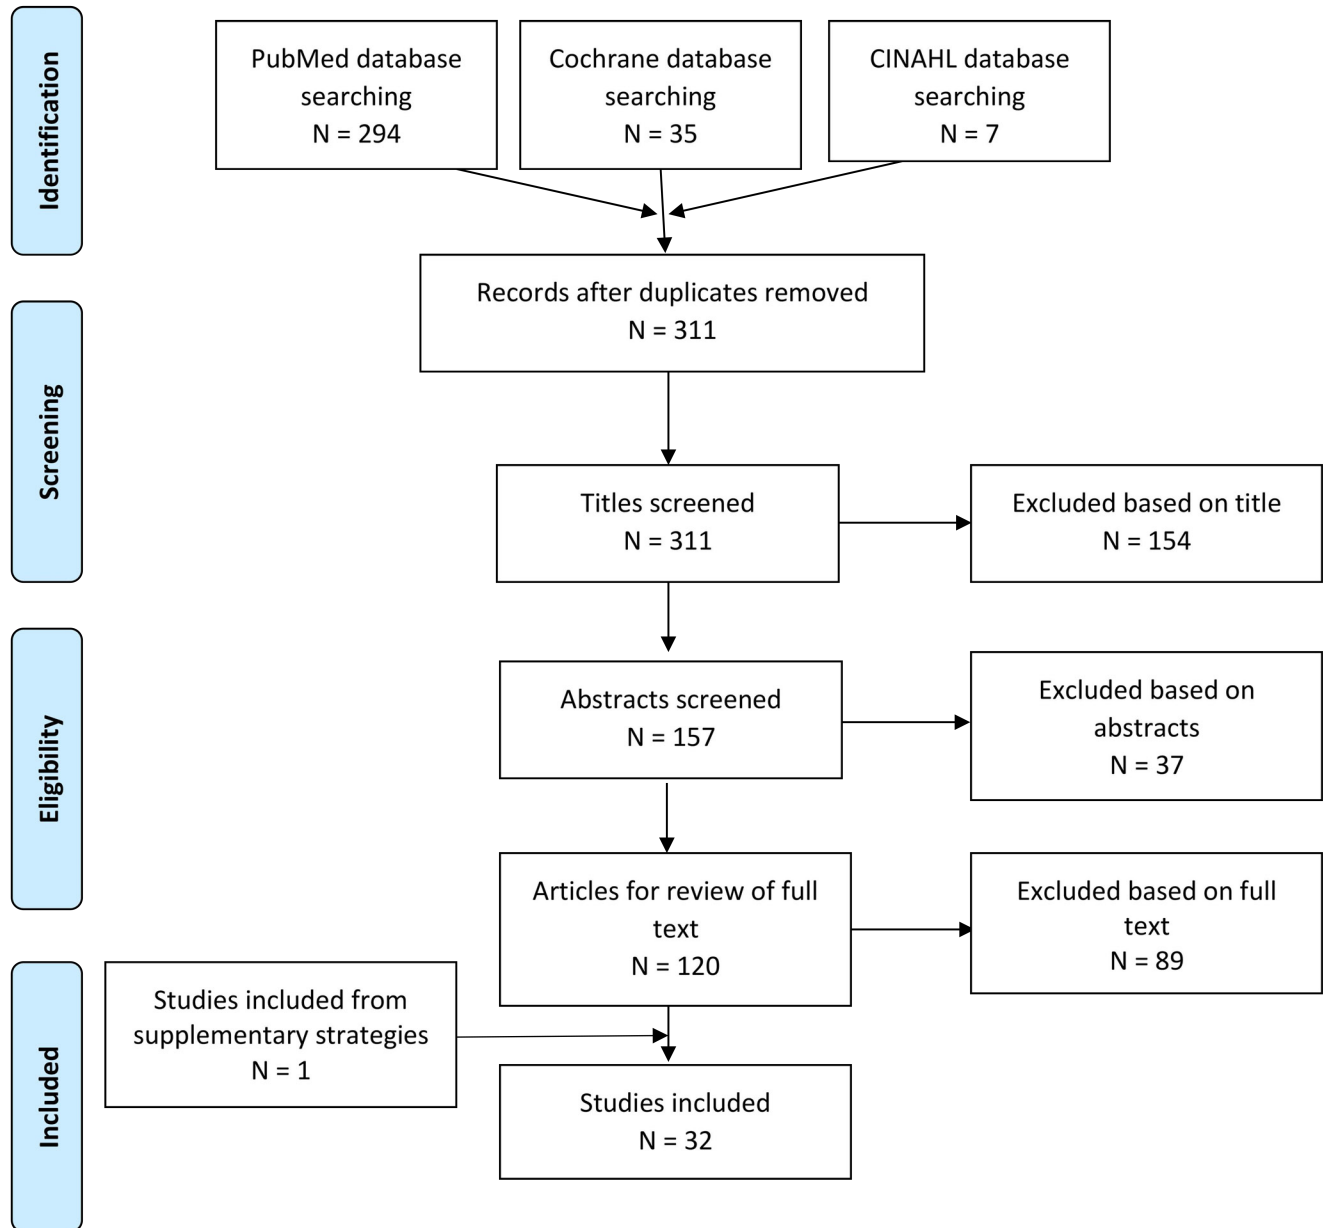 Identification
PubMed database
searching
N = 294
Cochrane database
searching
N = 35
CINAHL database
searching
N = 7
Records after duplicates removed
N = 311
Screening
Titles screened
N = 311
Excluded based on title
N = 154
Eligibility
Abstracts screened
N = 157
Excluded based on
abstracts
N = 37
Articles for review of full
text
N = 120
Excluded based on full
text
N = 89
Included
Studies included from
supplementary strategies
N = 1
Studies included
N = 32